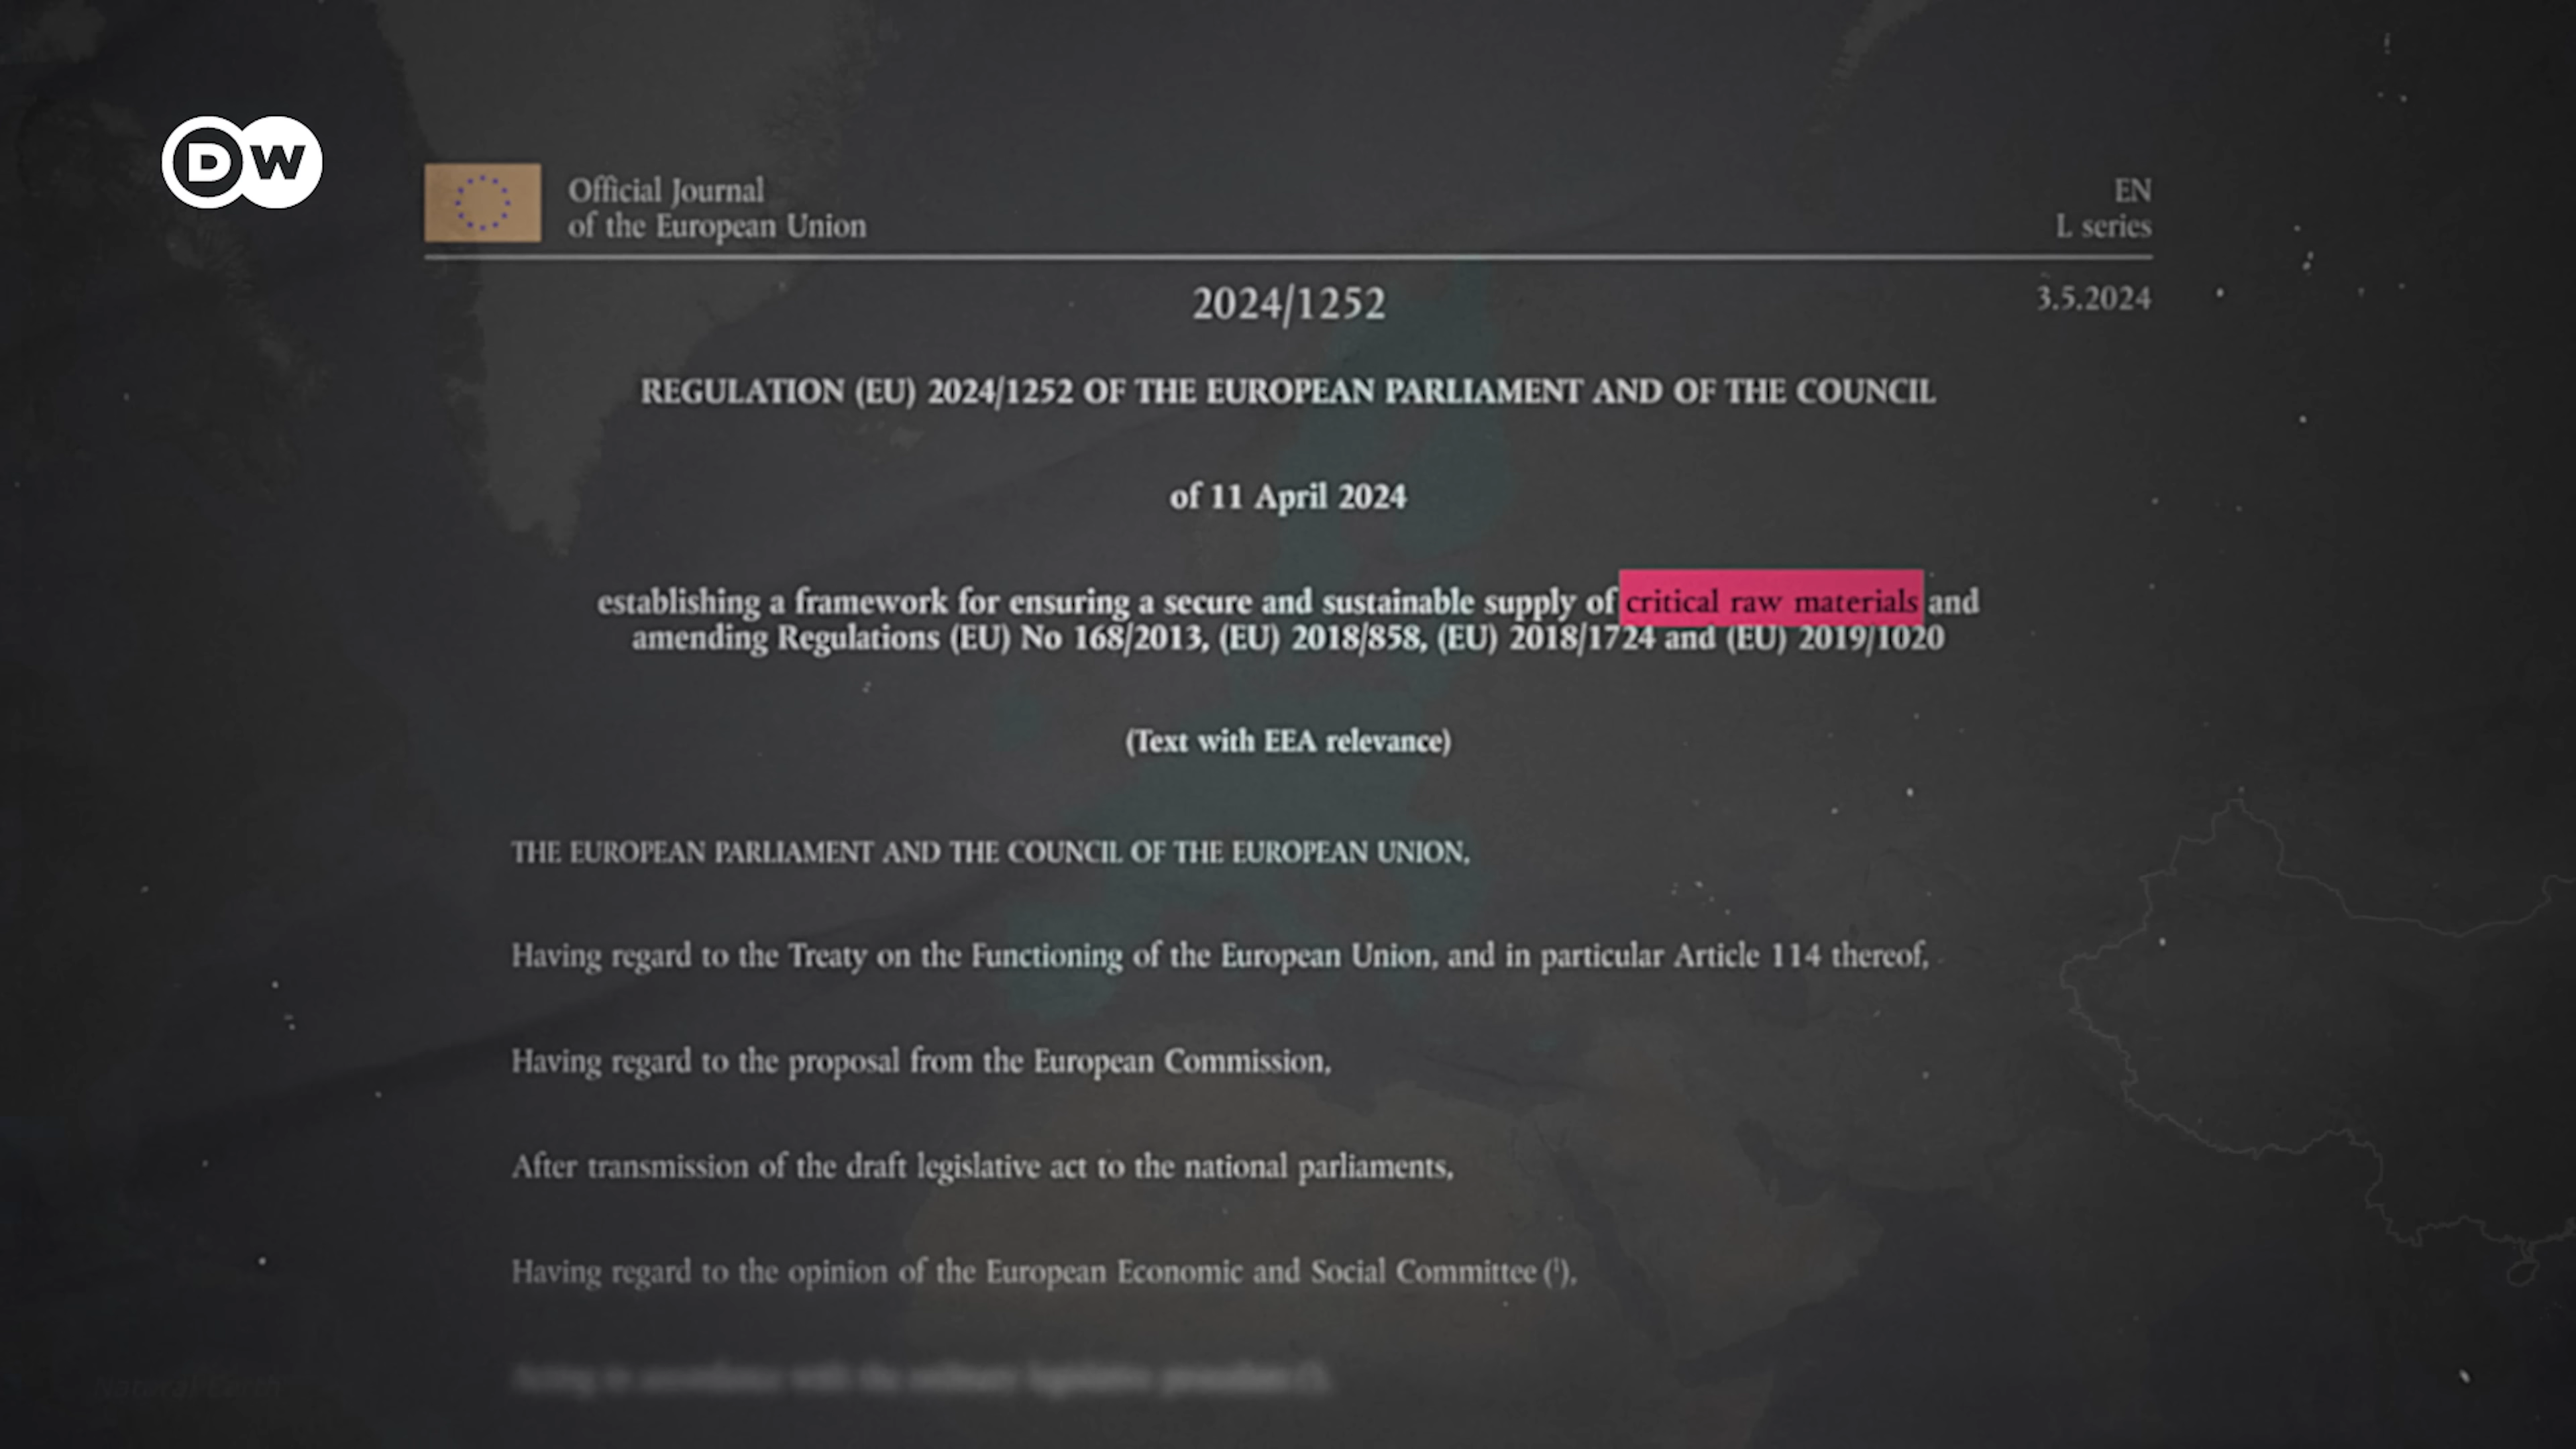 DW
Official Journal
of the European Union
EN
L series
2024/1252
3.5.2024
REGULATION (EU) 2024/1252 OF THE EUROPEAN PARLIAMENT AND OF THE COUNCIL
of 11 April 2024
establishing a framework for ensuring a secure and sustainable supply of critical raw materials and
amending Regulations (EU) No 168/2013, (EU) 2018/858, (EU) 2018/1724 and (EU) 2019/1020
(Text with EEA relevance)
THE EUROPEAN PARLIAMENT AND THE COUNCIL OF THE EUROPEAN UNION,
Having regard to the Treaty on the Functioning of the European Union, and in particular Article 114 thereof,
Having regard to the proposal from the European Commission,
After transmission of the draft legislative act to the national parliaments,
Having regard to the opinion of the European Economic and Social Committee (¹),